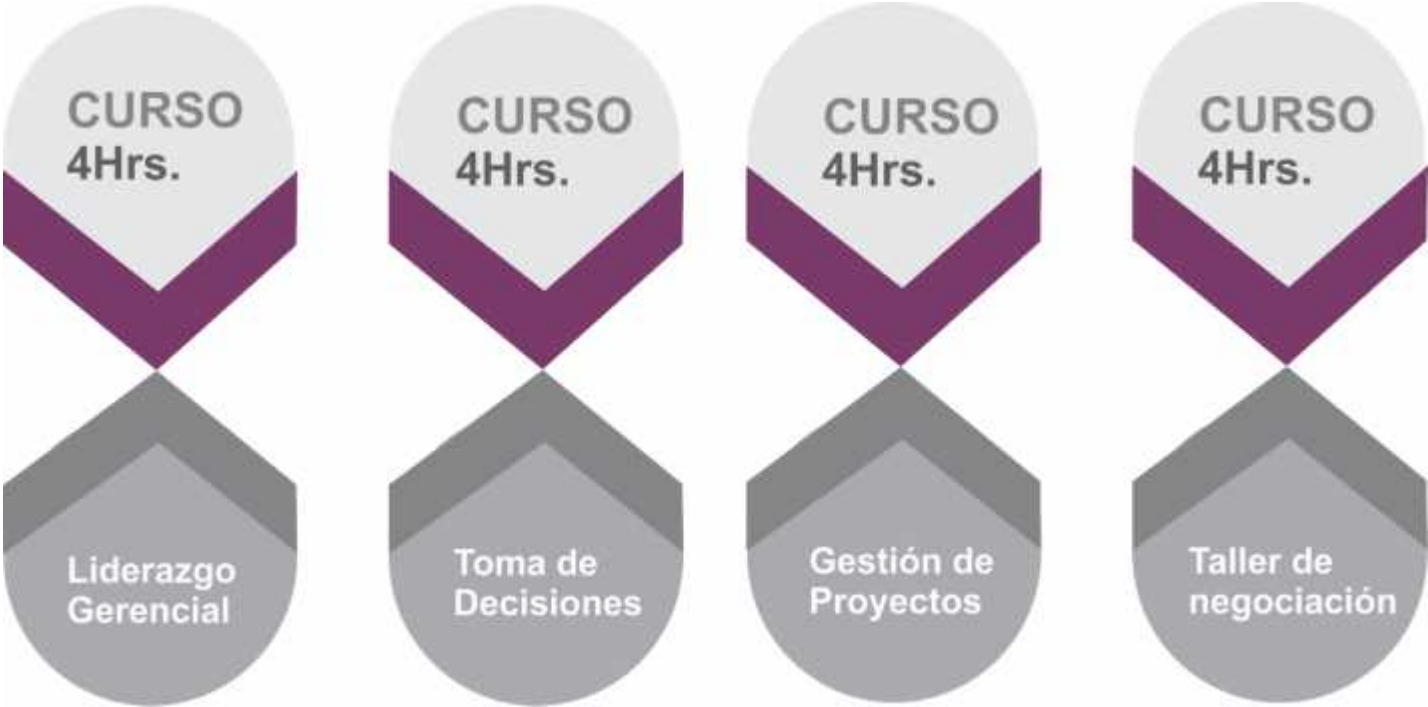 CURSO
4Hrs.
Liderazgo
Gerencial
CURSO
4Hrs.
Toma de
Decisiones
CURSO
4Hrs.
Gestión de
Proyectos
CURSO
4Hrs.
Taller de
negociación